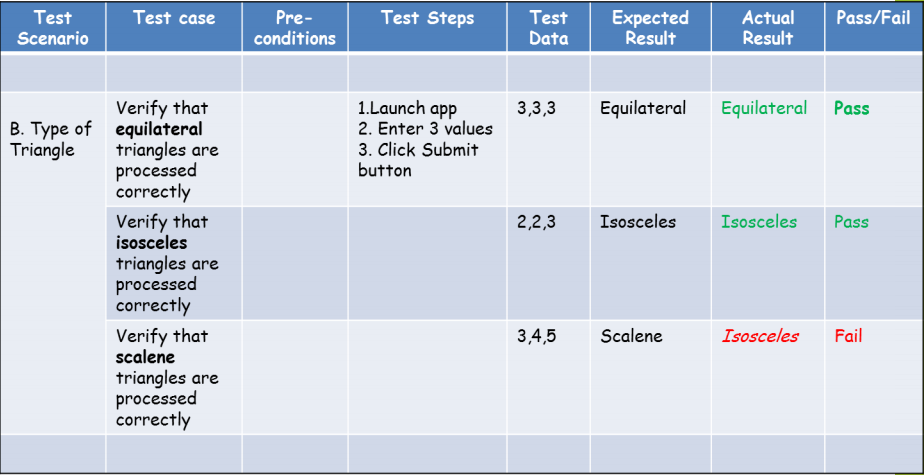 Test Scenario
Test case
Pre-conditions
Test Steps
Test Data
Expected Result
Actual Result
Pass/Fail
B. Type of
Triangle
Verify that
equilateral
triangles are
processed
correctly
1.Launch app
2. Enter 3 values
3. Click Submit
button
3,3,3
Equilateral
Equilateral
Pass
Verify that
isosceles
triangles are
processed
correctly
2,2,3
Isosceles
Isosceles
Pass
Verify that
scalene
triangles are
processed
correctly
3,4,5
Scalene
Isosceles
Fail